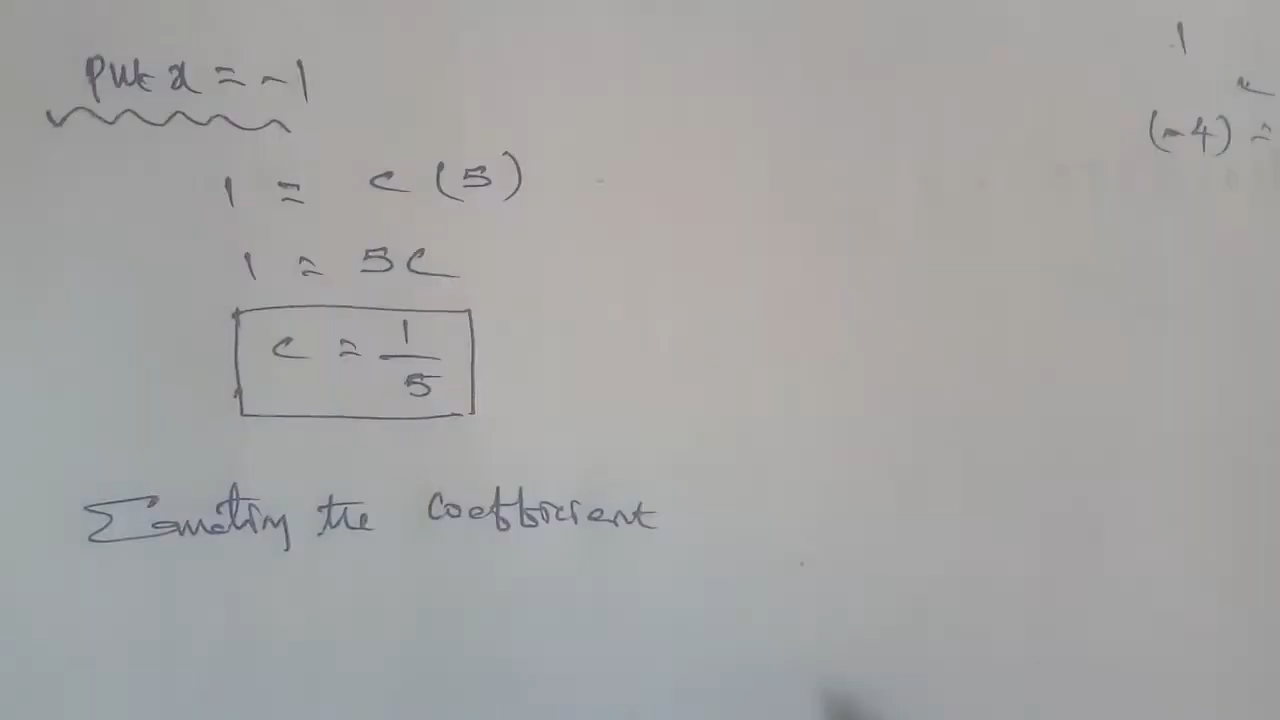 put x = -1
1 = c (5)
1 = 5c
c = 1/5
Equating the coefficient
1
(-4) =